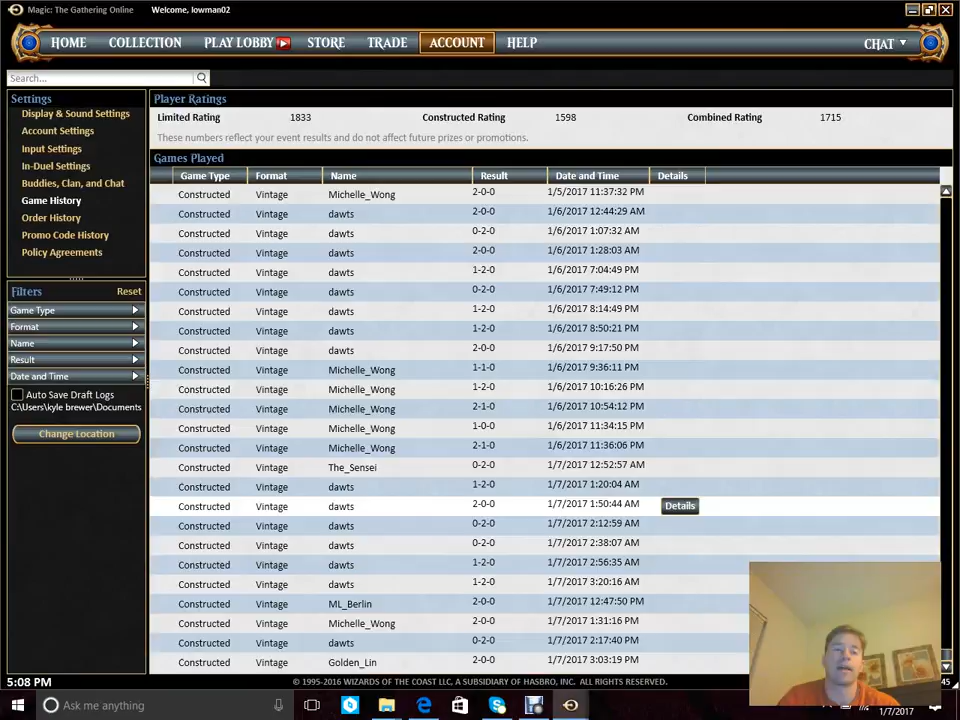 Magic: The Gathering Online Welcome, lowman02
HOME COLLECTION PLAY LOBBY STORE TRADE ACCOUNT HELP CHAT
Search...
Settings
Display & Sound Settings
Account Settings
Input Settings
In-Duel Settings
Buddies, Clan, and Chat
Game History
Order History
Promo Code History
Policy Agreements
Filters Reset
Game Type
Format
Name
Result
Date and Time
Auto Save Draft Logs
C:\Users\kyle brewer\Documents
Change Location
Player Ratings
Limited Rating 1833 Constructed Rating 1598 Combined Rating 1715
These numbers reflect your event results and do not affect future prizes or promotions.
Games Played
Game Type Format Name Result Date and Time Details
Constructed Vintage Michelle_Wong 2-0-0 1/5/2017 11:37:32 PM
Constructed Vintage dawts 2-0-0 1/6/2017 12:44:29 AM
Constructed Vintage dawts 0-2-0 1/6/2017 1:07:32 AM
Constructed Vintage dawts 2-0-0 1/6/2017 1:28:03 AM
Constructed Vintage dawts 1-2-0 1/6/2017 7:04:49 PM
Constructed Vintage dawts 0-2-0 1/6/2017 7:49:12 PM
Constructed Vintage dawts 1-2-0 1/6/2017 8:14:49 PM
Constructed Vintage dawts 1-2-0 1/6/2017 8:50:21 PM
Constructed Vintage dawts 2-0-0 1/6/2017 9:17:50 PM
Constructed Vintage Michelle_Wong 1-1-0 1/6/2017 9:36:11 PM
Constructed Vintage Michelle_Wong 1-2-0 1/6/2017 10:16:26 PM
Constructed Vintage Michelle_Wong 2-1-0 1/6/2017 10:54:12 PM
Constructed Vintage Michelle_Wong 1-0-0 1/6/2017 11:34:15 PM
Constructed Vintage Michelle_Wong 2-1-0 1/6/2017 11:36:06 PM
Constructed Vintage The_Sensei 0-2-0 1/7/2017 12:52:57 AM
Constructed Vintage dawts 1-2-0 1/7/2017 1:20:04 AM
Constructed Vintage dawts 2-0-0 1/7/2017 1:50:44 AM Details
Constructed Vintage dawts 0-2-0 1/7/2017 2:12:59 AM
Constructed Vintage dawts 0-2-0 1/7/2017 2:38:07 AM
Constructed Vintage dawts 1-2-0 1/7/2017 2:56:35 AM
Constructed Vintage dawts 1-2-0 1/7/2017 3:20:16 AM
Constructed Vintage ML_Berlin 2-0-0 1/7/2017 12:47:50 PM
Constructed Vintage Michelle_Wong 2-0-0 1/7/2017 1:31:16 PM
Constructed Vintage dawts 0-2-0 1/7/2017 2:17:40 PM
Constructed Vintage Golden_Lin 2-0-0 1/7/2017 3:03:19 PM
5:08 PM © 1995-2016 WIZARDS OF THE COAST LLC, A SUBSIDIARY OF HASBRO, INC. ALL RIGHTS RESERVED. 45
Ask me anything
1/7/2017